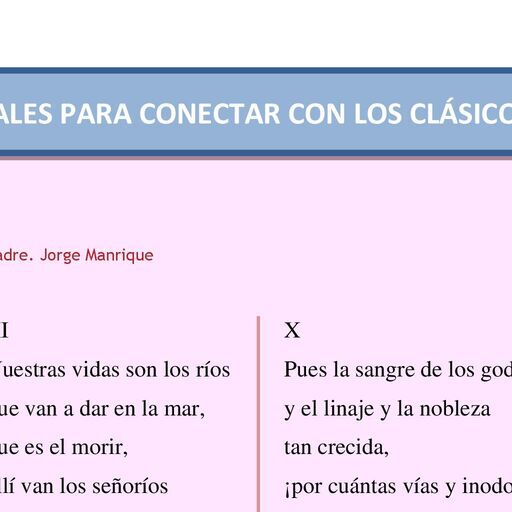 ALES PARA CONECTAR CON LOS CLÁSICO
adre. Jorge Manrique
I
uestras vidas son los ríos
ue van a dar en la mar,
ue es el morir,
llí van los señoríos
X
Pues la sangre de los god
y el linaje y la nobleza
tan crecida,
¡por cuántas vías y inodo